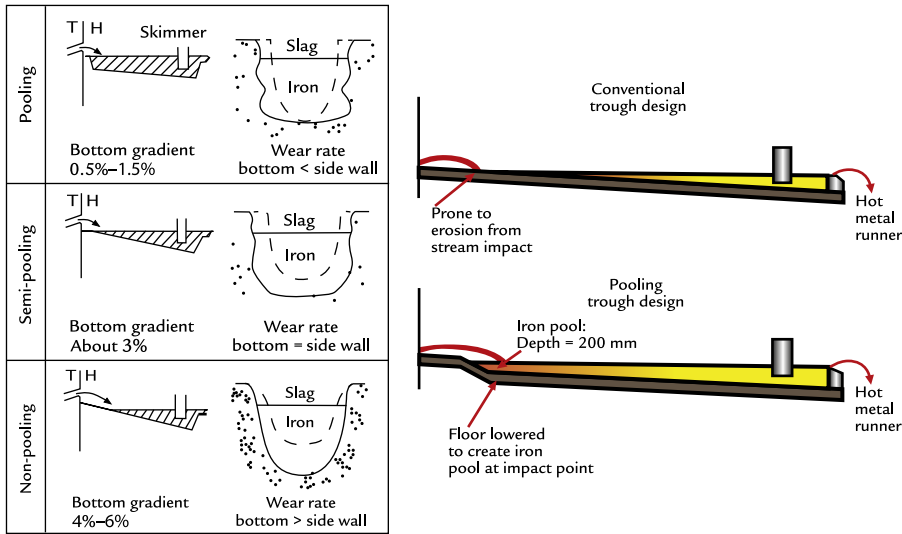 Pooling
T H
Skimmer
Slag
Iron
Bottom gradient
0.5%–1.5%
Wear rate
bottom < side wall
Semi-pooling
T H
Slag
Iron
Bottom gradient
About 3%
Wear rate
bottom = side wall
Non-pooling
T H
Slag
Iron
Bottom gradient
4%–6%
Wear rate
bottom > side wall
Conventional
trough design
Prone to
erosion from
stream impact
Hot
metal
runner
Pooling
trough design
Iron pool:
Depth = 200 mm
Floor lowered
to create iron
pool at impact point
Hot
metal
runner